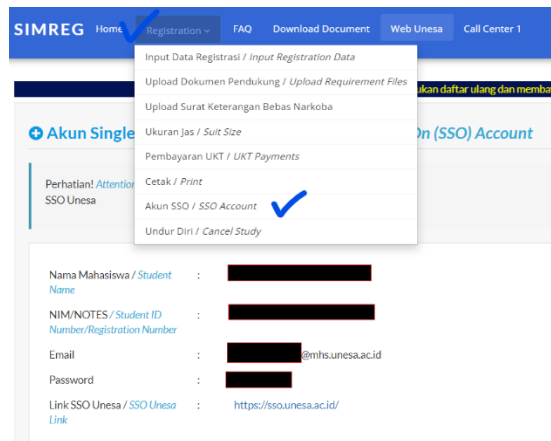 SIMREG Home Registration FAQ Download Document Web Unesa Call Center 1
Input Data Registrasi / Input Registration Data
Upload Dokumen Pendukung / Upload Requirement Files
ukan daftar ulang dan memba
Upload Surat Keterangan Bebas Narkoba
Ukuran Jas / Suit Size
Akun Single On (SSO) Account
Pembayaran UKT / UKT Payments
Cetak / Print
Perhatian! Attention
SSO Unesa
Akun SSO / SSO Account
Undur Diri / Cancel Study
Nama Mahasiswa / Student :
Name
NIM/NOTES / Student ID :
Number/Registration Number
Email : @mhs.unesa.ac.id
Password :
Link SSO Unesa / SSO Unesa : https://sso.unesa.ac.id/
Link